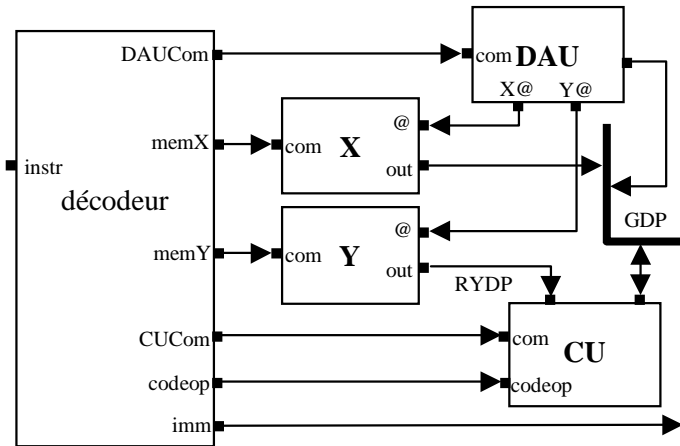 DAUCom
com DAU
X@ Y@
@
memX
com X
out
instr
décodeur
GDP
@
memY
com Y
out
RYDP
CUCom
com
CU
codeop
codeop
imm